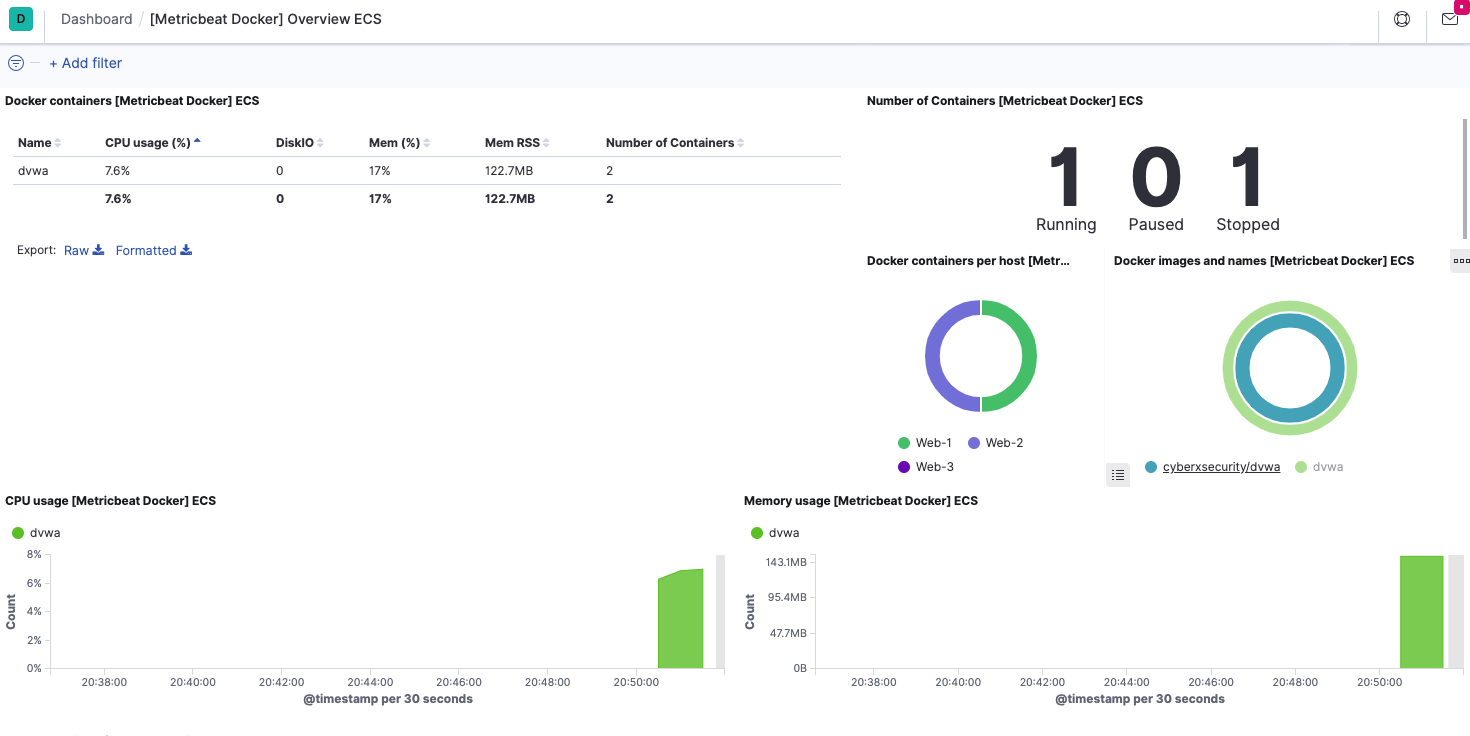 D Dashboard / [Metricbeat Docker] Overview ECS
+ Add filter
Docker containers [Metricbeat Docker] ECS
Name CPU usage (%) DiskIO Mem (%) Mem RSS Number of Containers
dvwa 7.6% 0 17% 122.7MB 2
7.6% 0 17% 122.7MB 2
Export: Raw Formatted
Number of Containers [Metricbeat Docker] ECS
1 0 1
Running Paused Stopped
Docker containers per host [Metr...
Web-1 Web-2
Web-3
Docker images and names [Metricbeat Docker] ECS
cyberxsecurity/dvwa dvwa
CPU usage [Metricbeat Docker] ECS
dvwa
8%
6%
4%
2%
0%
Count
20:38:00 20:40:00 20:42:00 20:44:00 20:46:00 20:48:00 20:50:00
@timestamp per 30 seconds
Memory usage [Metricbeat Docker] ECS
dvwa
143.1MB
95.4MB
47.7MB
0B
Count
20:38:00 20:40:00 20:42:00 20:44:00 20:46:00 20:48:00 20:50:00
@timestamp per 30 seconds